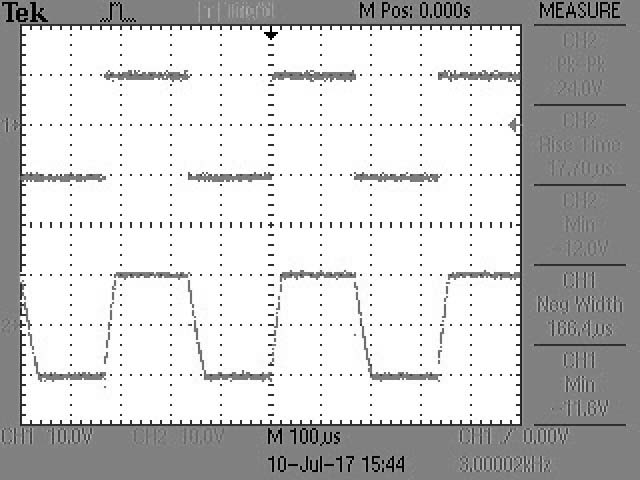 Tek M Pos: 0.000s MEASURE
CH2
Pk-Pk
24.0V
CH2
Rise Time
17.70µs
CH2
Min
-12.0V
CH1
Neg Width
166.4µs
CH1
Min
-11.6V
1
2
CH1 10.0V CH2 10.0V M 100µs CH1 / 0.00V
10-Jul-17 15:44 3.00002kHz